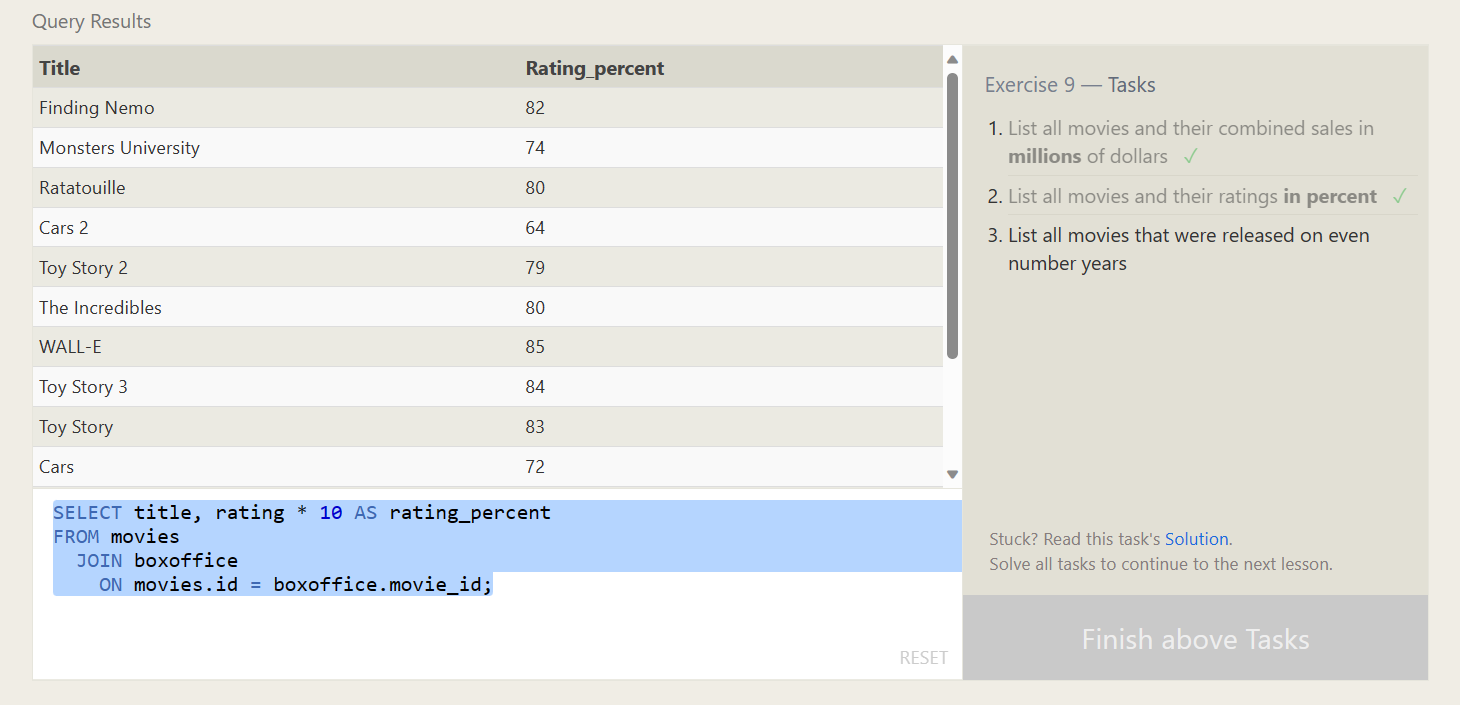 Query Results
Title Rating_percent
Finding Nemo 82
Monsters University 74
Ratatouille 80
Cars 2 64
Toy Story 2 79
The Incredibles 80
WALL-E 85
Toy Story 3 84
Toy Story 83
Cars 72
SELECT title, rating * 10 AS rating_percent
FROM movies
  JOIN boxoffice
    ON movies.id = boxoffice.movie_id;
RESET
Exercise 9 — Tasks
1. List all movies and their combined sales in
millions of dollars ✓
2. List all movies and their ratings in percent ✓
3. List all movies that were released on even
number years
Stuck? Read this task's Solution.
Solve all tasks to continue to the next lesson.
Finish above Tasks